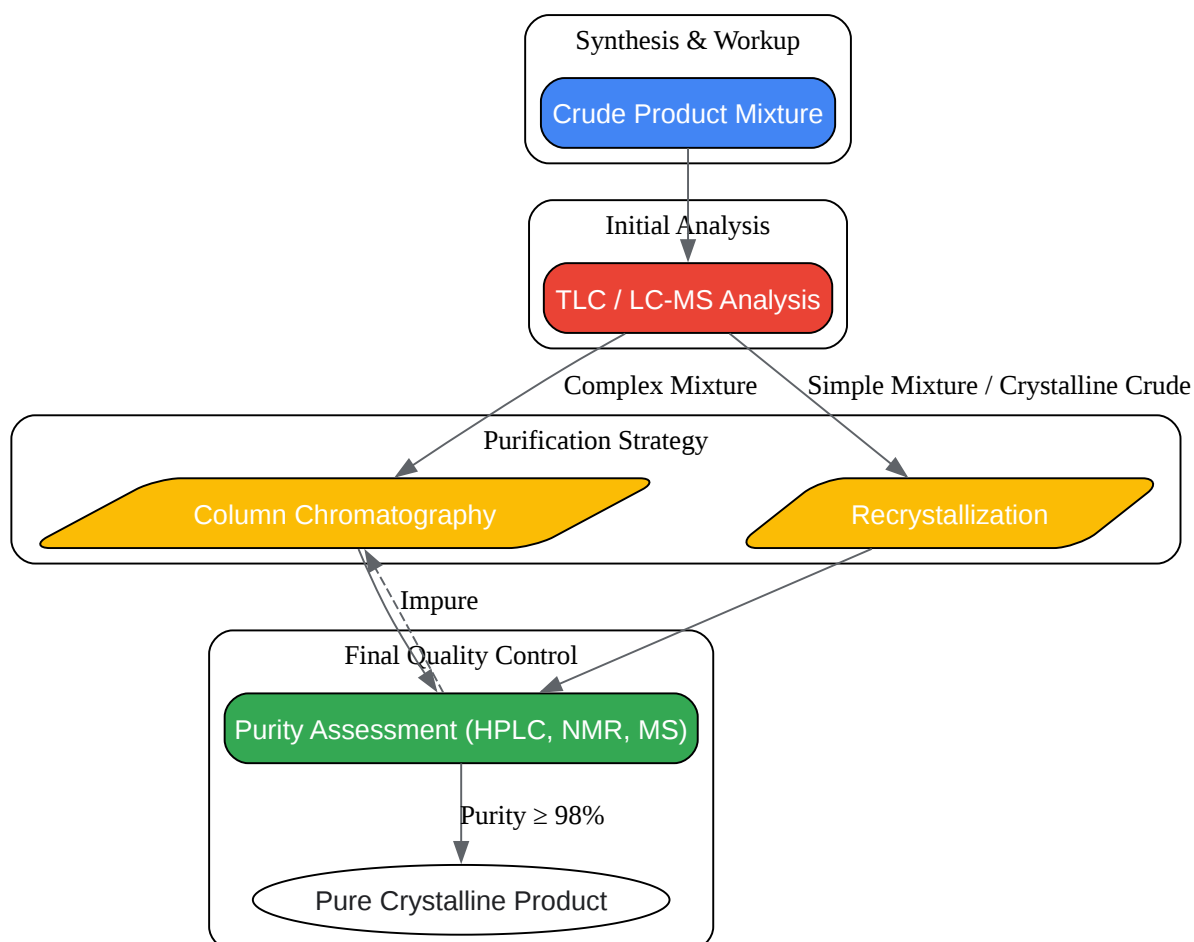 Synthesis & Workup
Crude Product Mixture
Initial Analysis
TLC / LC-MS Analysis
Complex Mixture
Simple Mixture / Crystalline Crude
Purification Strategy
Column Chromatography
Recrystallization
Impure
Final Quality Control
Purity Assessment (HPLC, NMR, MS)
Purity ≥ 98%
Pure Crystalline Product